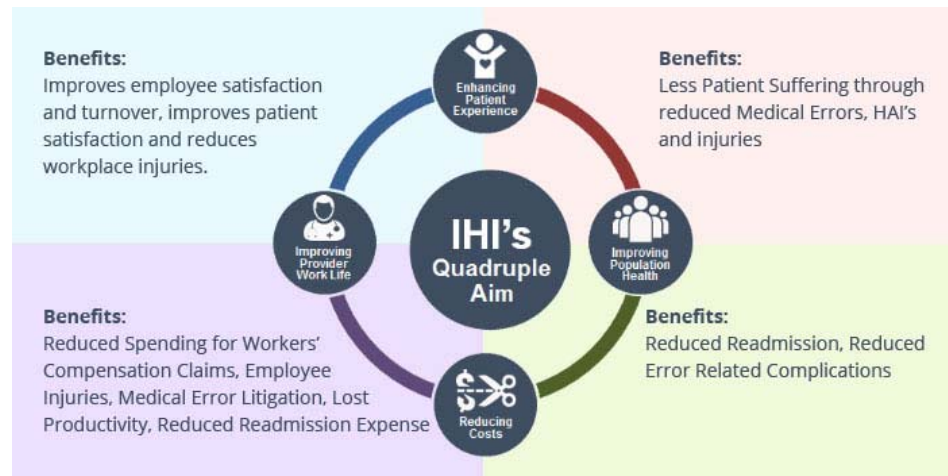 Benefits:
Improves employee satisfaction
and turnover, improves patient
satisfaction and reduces
workplace injuries.
Enhancing
Patient
Experience
Benefits:
Less Patient Suffering through
reduced Medical Errors, HAI's
and injuries
Improving
Provider
Work Life
IHI's
Quadruple
Aim
Improving
Population
Health
Benefits:
Reduced Spending for Workers'
Compensation Claims, Employee
Injuries, Medical Error Litigation, Lost
Productivity, Reduced Readmission Expense
Reducing
Costs
Benefits:
Reduced Readmission, Reduced
Error Related Complications